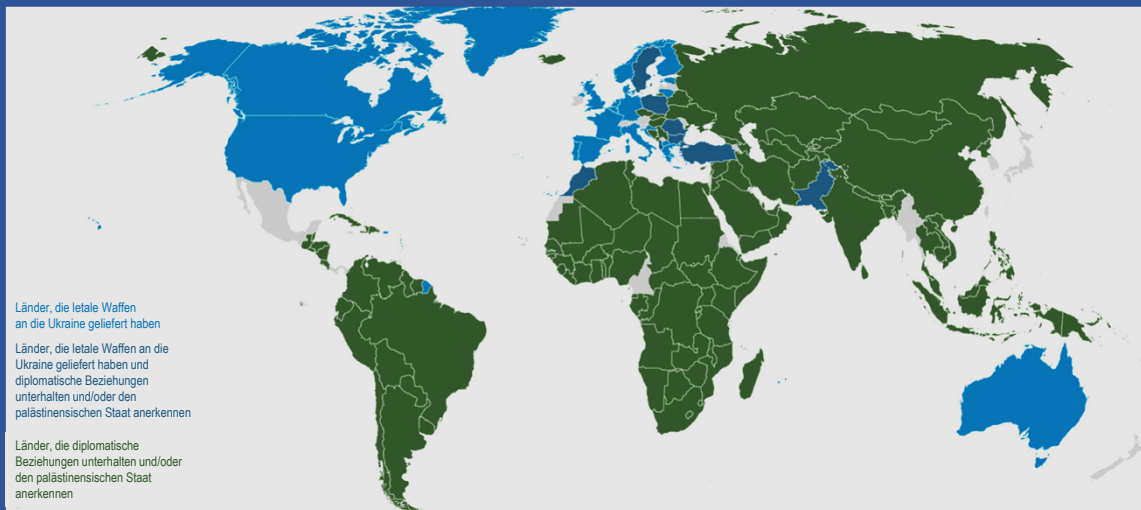 Länder, die letale Waffen
an die Ukraine geliefert haben
Länder, die letale Waffen an die
Ukraine geliefert haben und
diplomatische Beziehungen
unterhalten und/oder den
palästinensischen Staat anerkennen
Länder, die diplomatische
Beziehungen unterhalten und/oder
den palästinensischen Staat
anerkennen